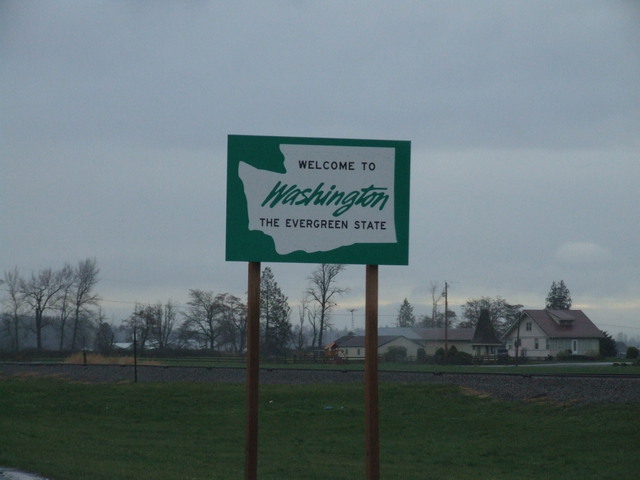 WELCOME TO
Washington
THE EVERGREEN STATE